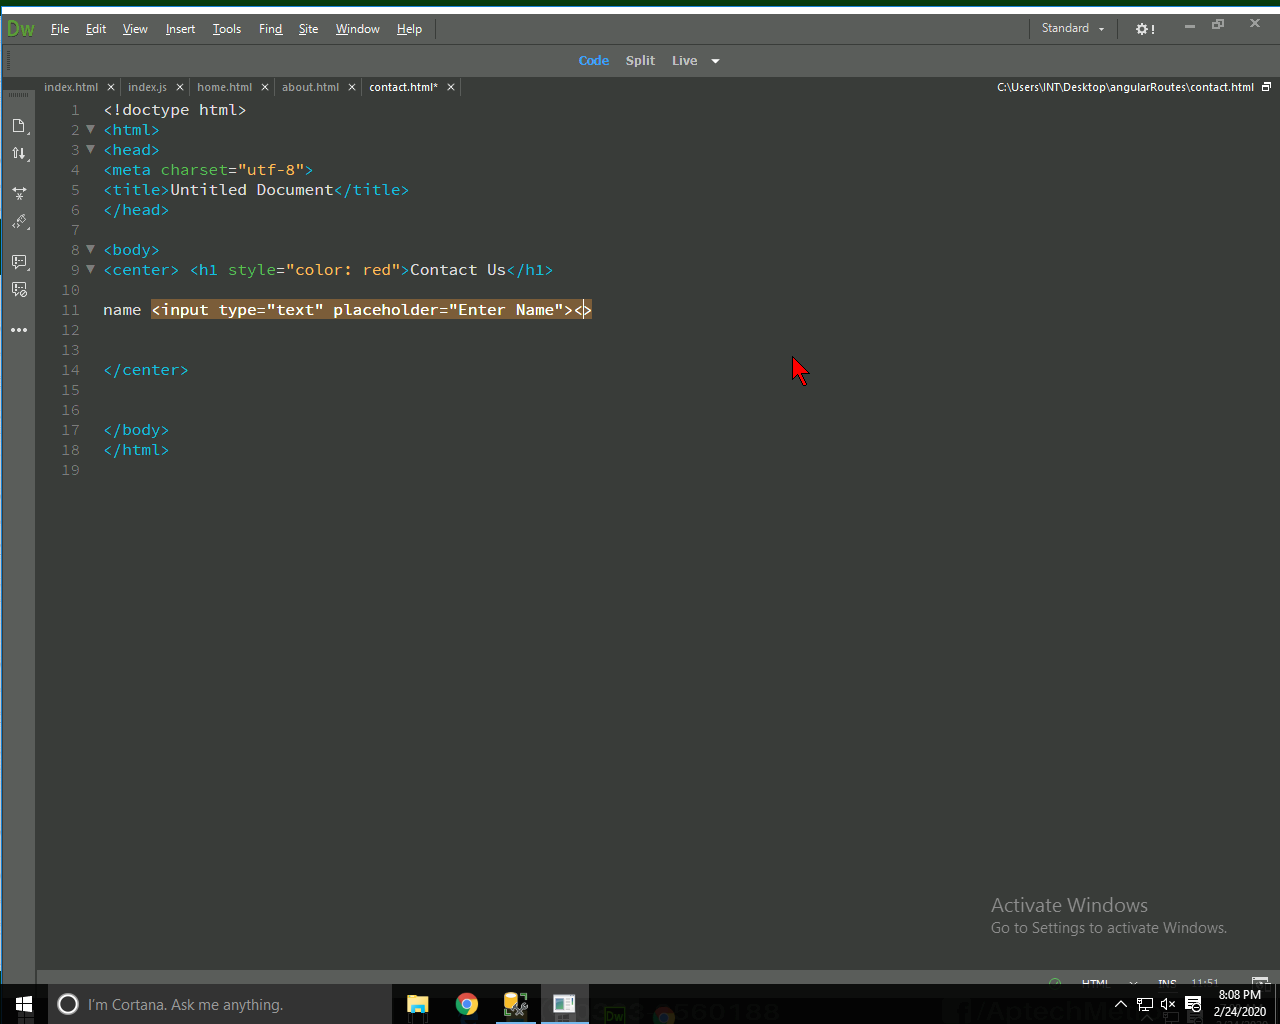 Dw File Edit View Insert Tools Find Site Window Help Standard !
Code Split Live
index.html × index.js × home.html × about.html × contact.html* × C:\Users\INT\Desktop\angularRoutes\contact.html
1 <!doctype html>
2 <html>
3 <head>
4 <meta charset="utf-8">
5 <title>Untitled Document</title>
6 </head>
7
8 <body>
9 <center> <h1 style="color: red">Contact Us</h1>
10
11 name <input type="text" placeholder="Enter Name"><>
12
13
14 </center>
15
16
17 </body>
18 </html>
19
Activate Windows
Go to Settings to activate Windows.
HTML INS 11:51
I'm Cortana. Ask me anything.
8:08 PM
2/24/2020